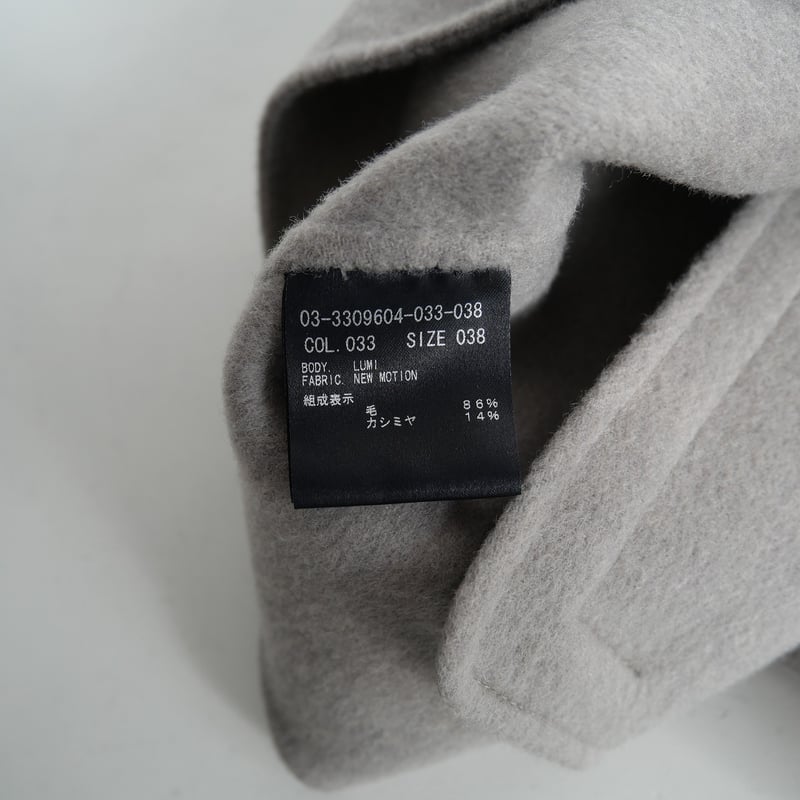 03-3309604-033-038
COL. 033 SIZE 038
BODY. LUMI
FABRIC. NEW MOTION
組成表示
毛 86%
カシミヤ 14%